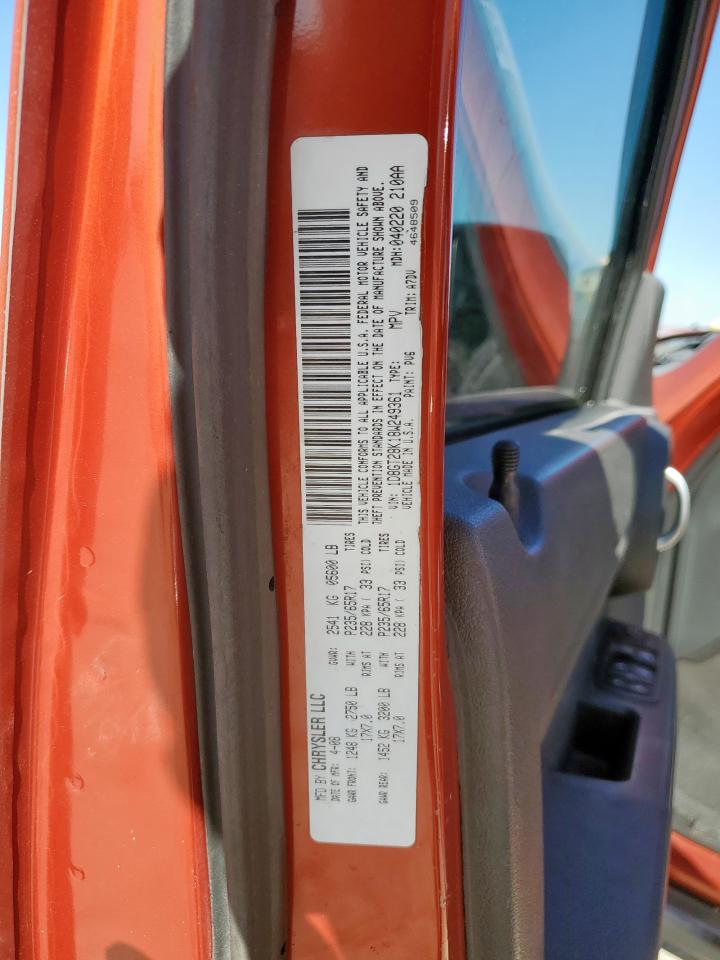 MFD BY CHRYSLER LLC
DATE OF MFR: 4-08 GVWR: 2541 KG 05600 LB
GAWR FRONT: 1248 KG 2750 LB WITH P235/65R17 TIRES
17X7.0 RIMS AT 228 KPA ( 33 PSI) COLD
GAWR REAR: 1452 KG 3200 LB WITH P235/65R17 TIRES
17X7.0 RIMS AT 228 KPA ( 33 PSI) COLD
THIS VEHICLE CONFORMS TO ALL APPLICABLE U.S.A. FEDERAL MOTOR VEHICLE SAFETY AND
THEFT PREVENTION STANDARDS IN EFFECT ON THE DATE OF MANUFACTURE SHOWN ABOVE.
VIN: 1D8GT28K18W249361 TYPE: MPV MDH:040220 210AA
VEHICLE MADE IN U.S.A. PAINT: PV6 TRIM: A7DV 4648509